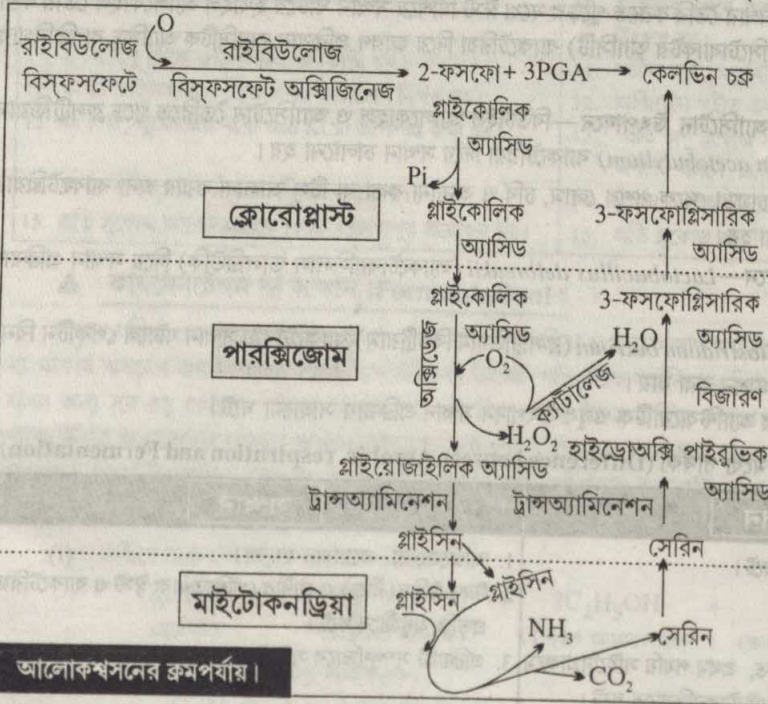 O
রাইবিউলোজ
বিস্‌ফসফেটে
রাইবিউলোজ
বিস্‌ফসফেট অক্সিজিনেজ
2-ফসফো + 3PGA
কেলভিন চক্র
গ্লাইকোলিক
অ্যাসিড
Pi
ক্লোরোপ্লাস্ট
গ্লাইকোলিক
অ্যাসিড
3-ফসফোগ্লিসারিক
অ্যাসিড
গ্লাইকোলিক
অ্যাসিড
3-ফসফোগ্লিসারিক
অ্যাসিড
পারক্সিজোম
অক্সিডেজ
O₂
H₂O
ক্যাটালেজ
বিজারণ
H₂O₂
হাইড্রোঅক্সি পাইরুভিক
অ্যাসিড
গ্লাইয়োজাইলিক অ্যাসিড
ট্রান্সঅ্যামিনেশন
ট্রান্সঅ্যামিনেশন
গ্লাইসিন
সেরিন
মাইটোকনড্রিয়া
গ্লাইসিন
গ্লাইসিন
NH₃
সেরিন
CO₂
আলোকশ্বসনের ক্রমপর্যায়।